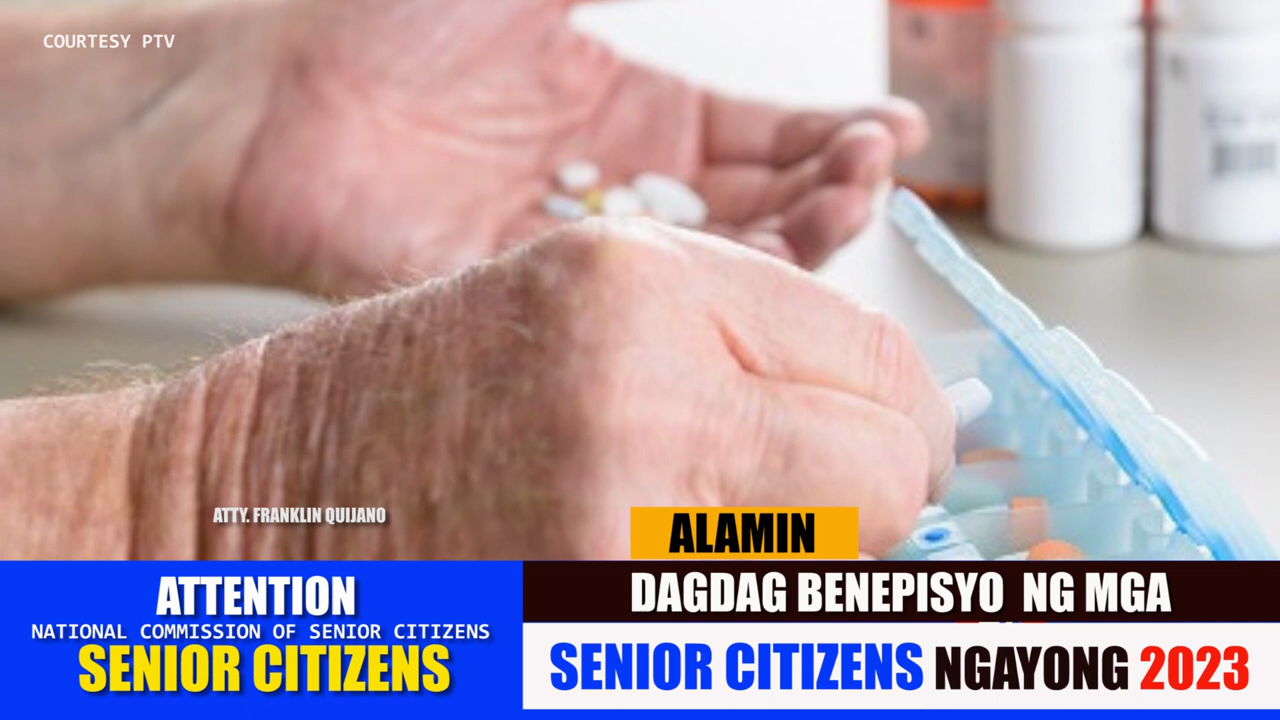 COURTESY PTV
ATTY. FRANKLIN QUIJANO
ATTENTION
NATIONAL COMMISSION OF SENIOR CITIZENS
SENIOR CITIZENS
ALAMIN
DAGDAG BENEPISYO NG MGA
SENIOR CITIZENS NGAYONG 2023